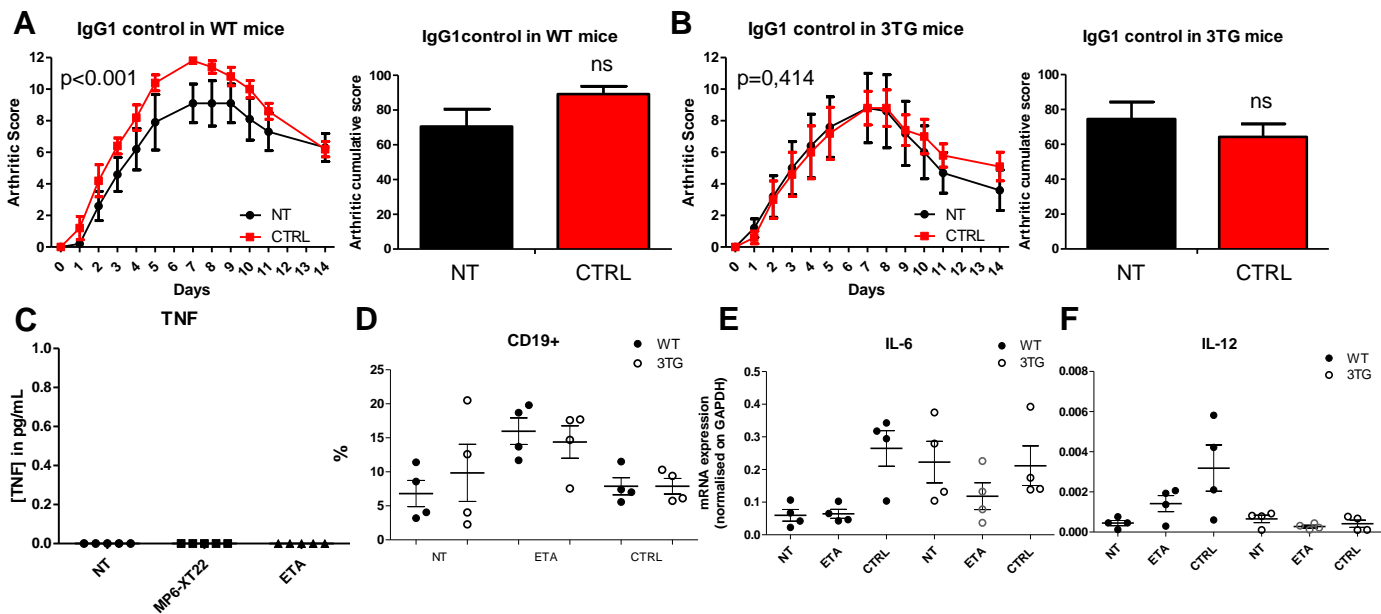 A
IgG1 control in WT mice
p<0.001
Arthritic Score
12
10
8
6
4
2
0
NT
CTRL
0 1 2 3 4 5 7 8 9 10 11 12 13 14
Days
IgG1control in WT mice
Arthritic cumulative score
100
80
60
40
20
0
ns
NT CTRL
B
IgG1 control in 3TG mice
p=0,414
Arthritic Score
12
10
8
6
4
2
0
NT
CTRL
0 1 2 3 4 5 7 8 9 10 11 12 13 14
Days
IgG1 control in 3TG mice
Arthritic cumulative score
100
80
60
40
20
0
ns
NT CTRL
C
TNF
[TNF] in pg/mL
1.0
0.8
0.6
0.4
0.2
0.0
NT MP6-XT22 ETA
D
CD19+
WT
3TG
%
25
20
15
10
5
0
NT ETA CTRL
E
IL-6
WT
3TG
mRNA expression
(normalised on GAPDH)
0.5
0.4
0.3
0.2
0.1
0.0
NT ETA CTRL NT ETA CTRL
F
IL-12
WT
3TG
0.008
0.006
0.004
0.002
0.000
NT ETA CTRL NT ETA CTRL